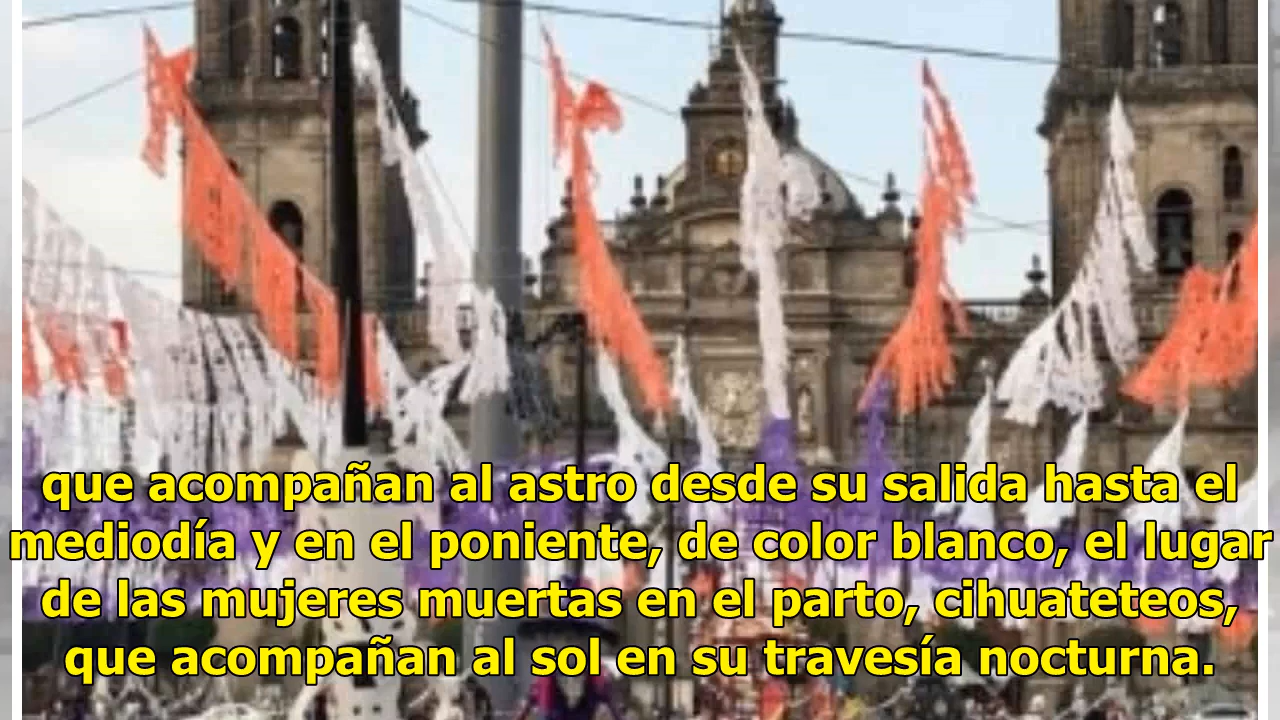 que acompañan al astro desde su salida hasta el
mediodía y en el poniente, de color blanco, el lugar
de las mujeres muertas en el parto, cihuateteos,
que acompañan al sol en su travesía nocturna.